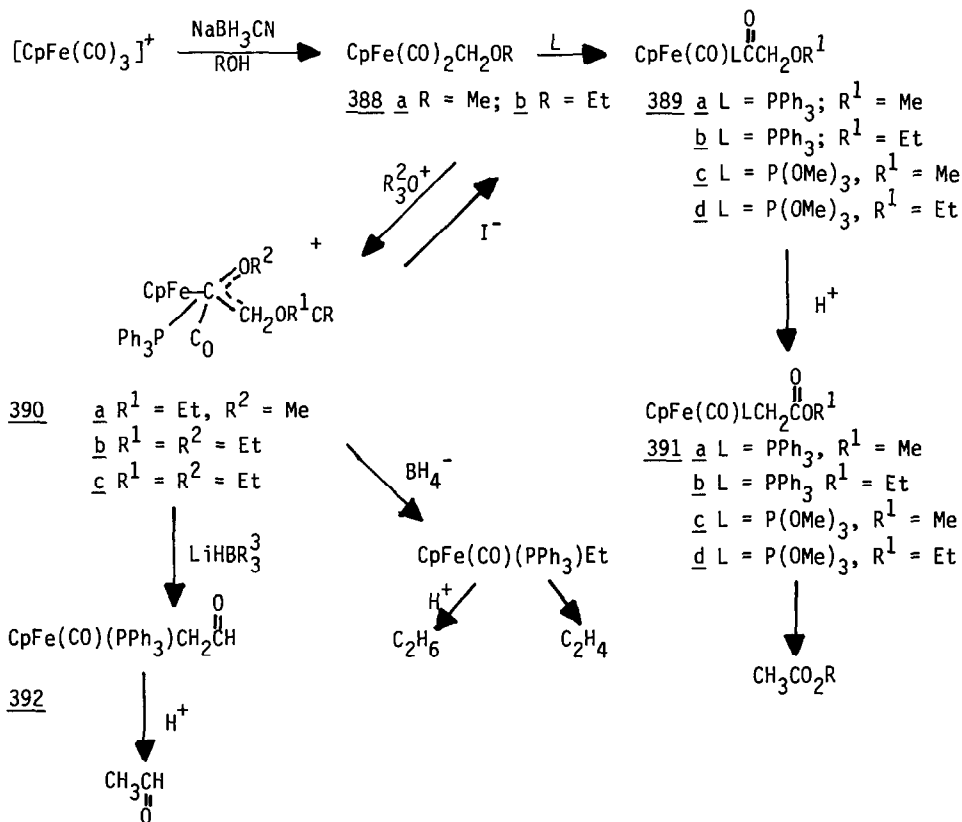 [CpFe(CO)3]+ NaBH3CN ROH CpFe(CO)2CH2OR L CpFe(CO)LCCH2OR1
O
388 a R = Me; b R = Et
389 a L = PPh3; R1 = Me
b L = PPh3; R1 = Et
c L = P(OMe)3, R1 = Me
d L = P(OMe)3, R1 = Et
R23O+
I-
+
OR2
CpFe C
CH2OR1CR
Ph3P CO
H+
390 a R1 = Et, R2 = Me
b R1 = R2 = Et
c R1 = R2 = Et
O
CpFe(CO)LCH2COR1
391 a L = PPh3, R1 = Me
b L = PPh3 R1 = Et
c L = P(OMe)3, R1 = Me
d L = P(OMe)3, R1 = Et
BH4-
LiHBR33
CpFe(CO)(PPh3)Et
H+
C2H6 C2H4
O
CpFe(CO)(PPh3)CH2CH
CH3CO2R
392
H+
CH3CH
O